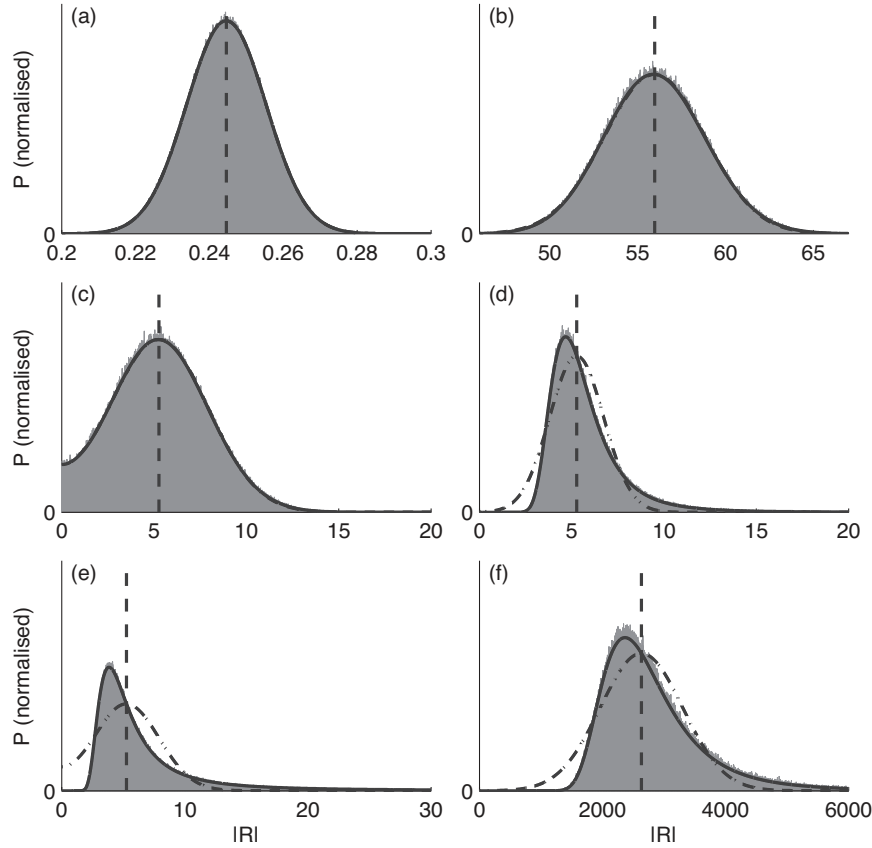 (a)
P (normalised)
0
0.2 0.22 0.24 0.26 0.28 0.3
(b)
0
50 55 60 65
(c)
P (normalised)
0
0 5 10 15 20
(d)
0
0 5 10 15 20
(e)
P (normalised)
0
0 10 20 30
|R|
(f)
0
0 2000 4000 6000
|R|